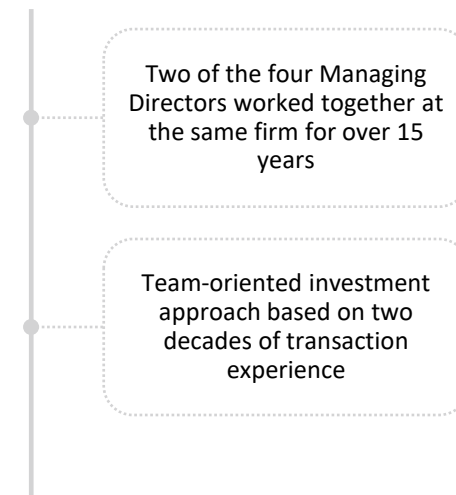 Two of the four Managing
Directors worked together at
the same firm for over 15
years
Team-oriented investment
approach based on two
decades of transaction
experience